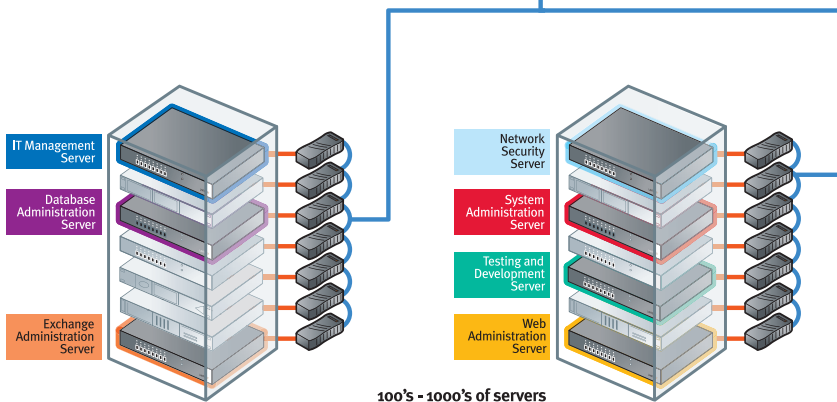 IT Management
Server
Database
Administration
Server
Exchange
Administration
Server
Network
Security
Server
System
Administration
Server
Testing and
Development
Server
Web
Administration
Server
100's - 1000's of servers